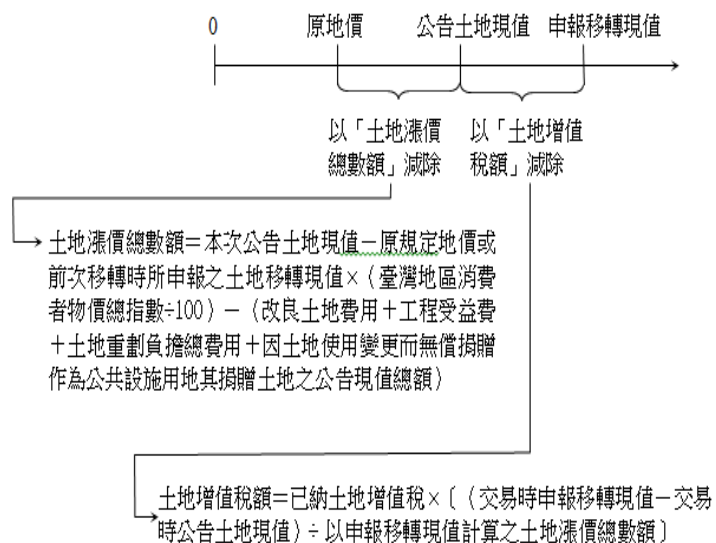 0 原地價 公告土地現值 申報移轉現值
以「土地漲價
總數額」減除
以「土地增值
稅額」減除
土地漲價總數額＝本次公告土地現值－原規定地價或
前次移轉時所申報之土地移轉現值×（臺灣地區消費
者物價總指數÷100）－（改良土地費用＋工程受益費
＋土地重劃負擔總費用＋因土地使用變更而無償捐贈
作為公共設施用地其捐贈土地之公告現值總額）
土地增值稅額＝已納土地增值稅×〔（交易時申報移轉現值－交易
時公告土地現值）÷以申報移轉現值計算之土地漲價總數額〕